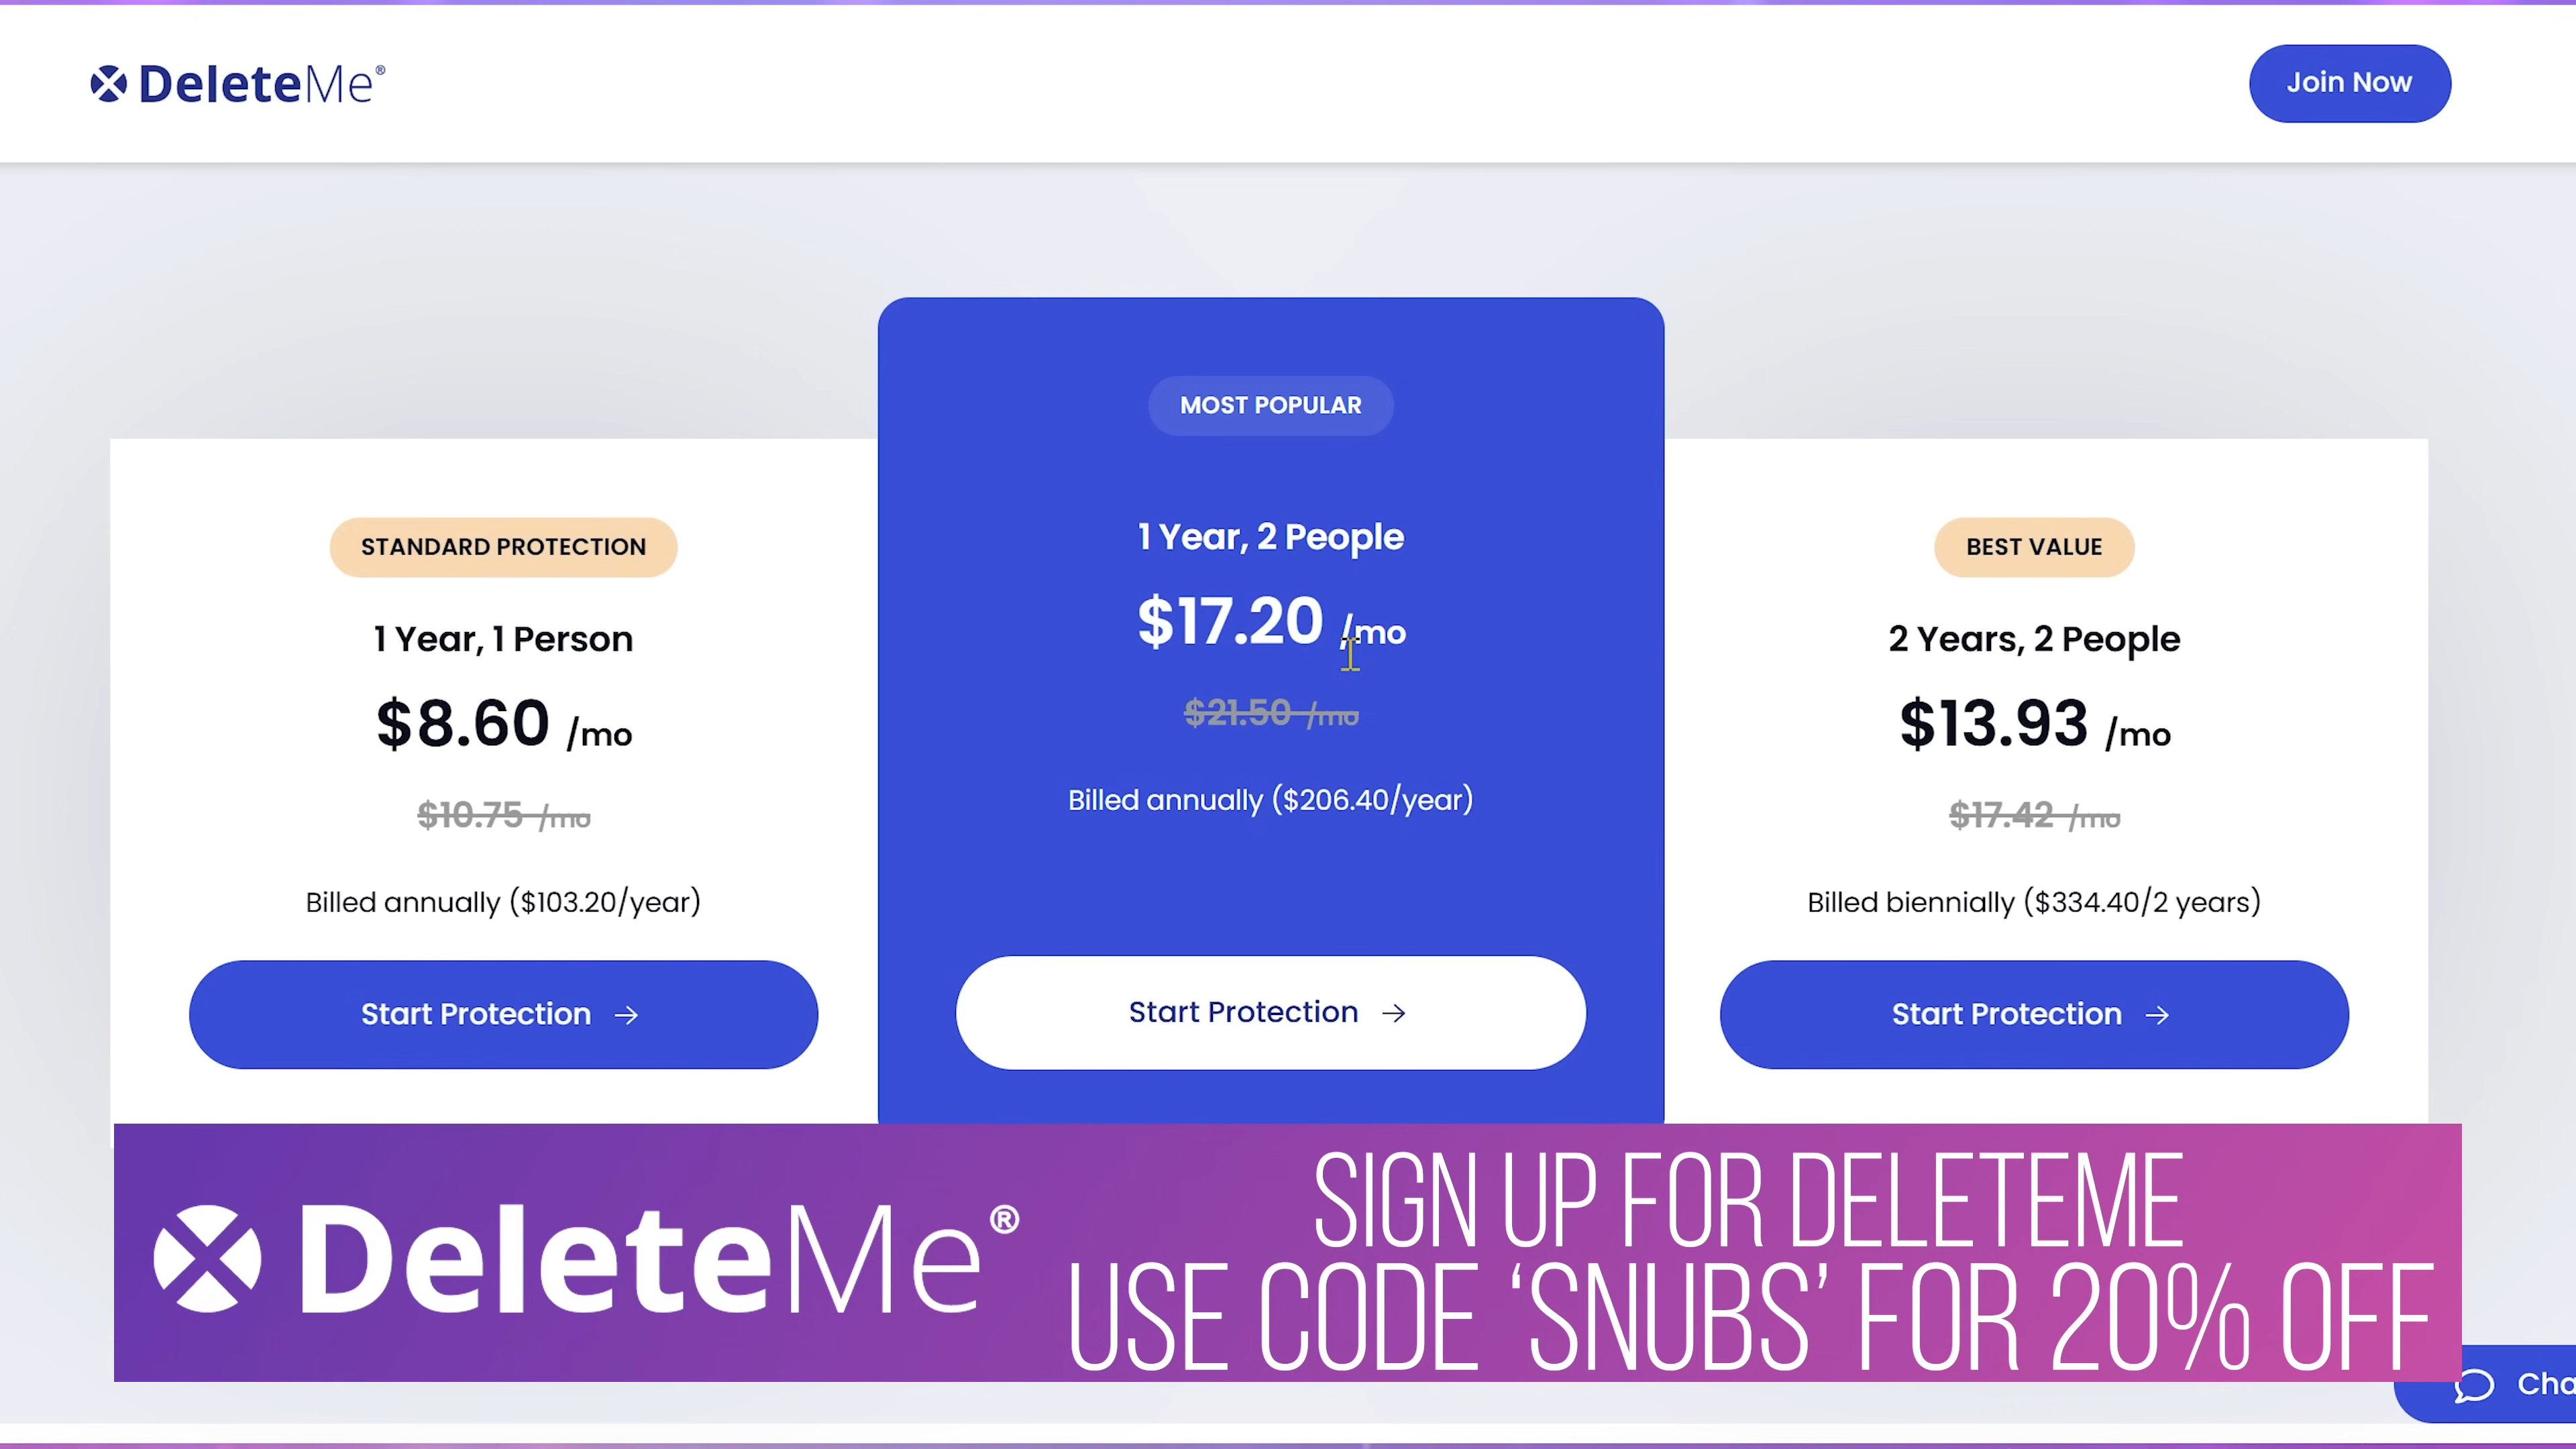 DeleteMe®
Join Now
MOST POPULAR
1 Year, 2 People
$17.20 /mo
$21.50 /mo
Billed annually ($206.40/year)
Start Protection →
STANDARD PROTECTION
1 Year, 1 Person
$8.60 /mo
$10.75 /mo
Billed annually ($103.20/year)
Start Protection →
BEST VALUE
2 Years, 2 People
$13.93 /mo
$17.42 /mo
Billed biennially ($334.40/2 years)
Start Protection →
DeleteMe®
SIGN UP FOR DELETEME
USE CODE ‘SNUBS’ FOR 20% OFF